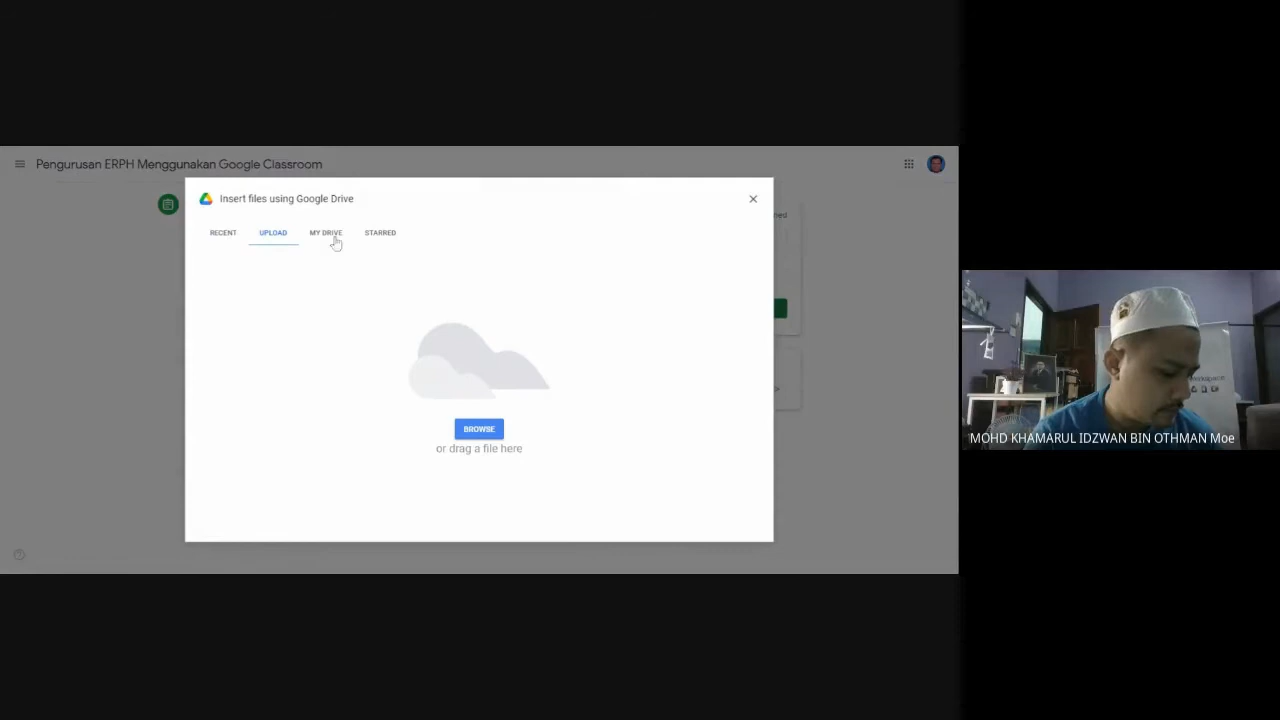 Pengurusan ERPH Menggunakan Google Classroom
Insert files using Google Drive
RECENT
UPLOAD
MY DRIVE
STARRED
BROWSE
or drag a file here
MOHD KHAMARUL IDZWAN BIN OTHMAN Moe